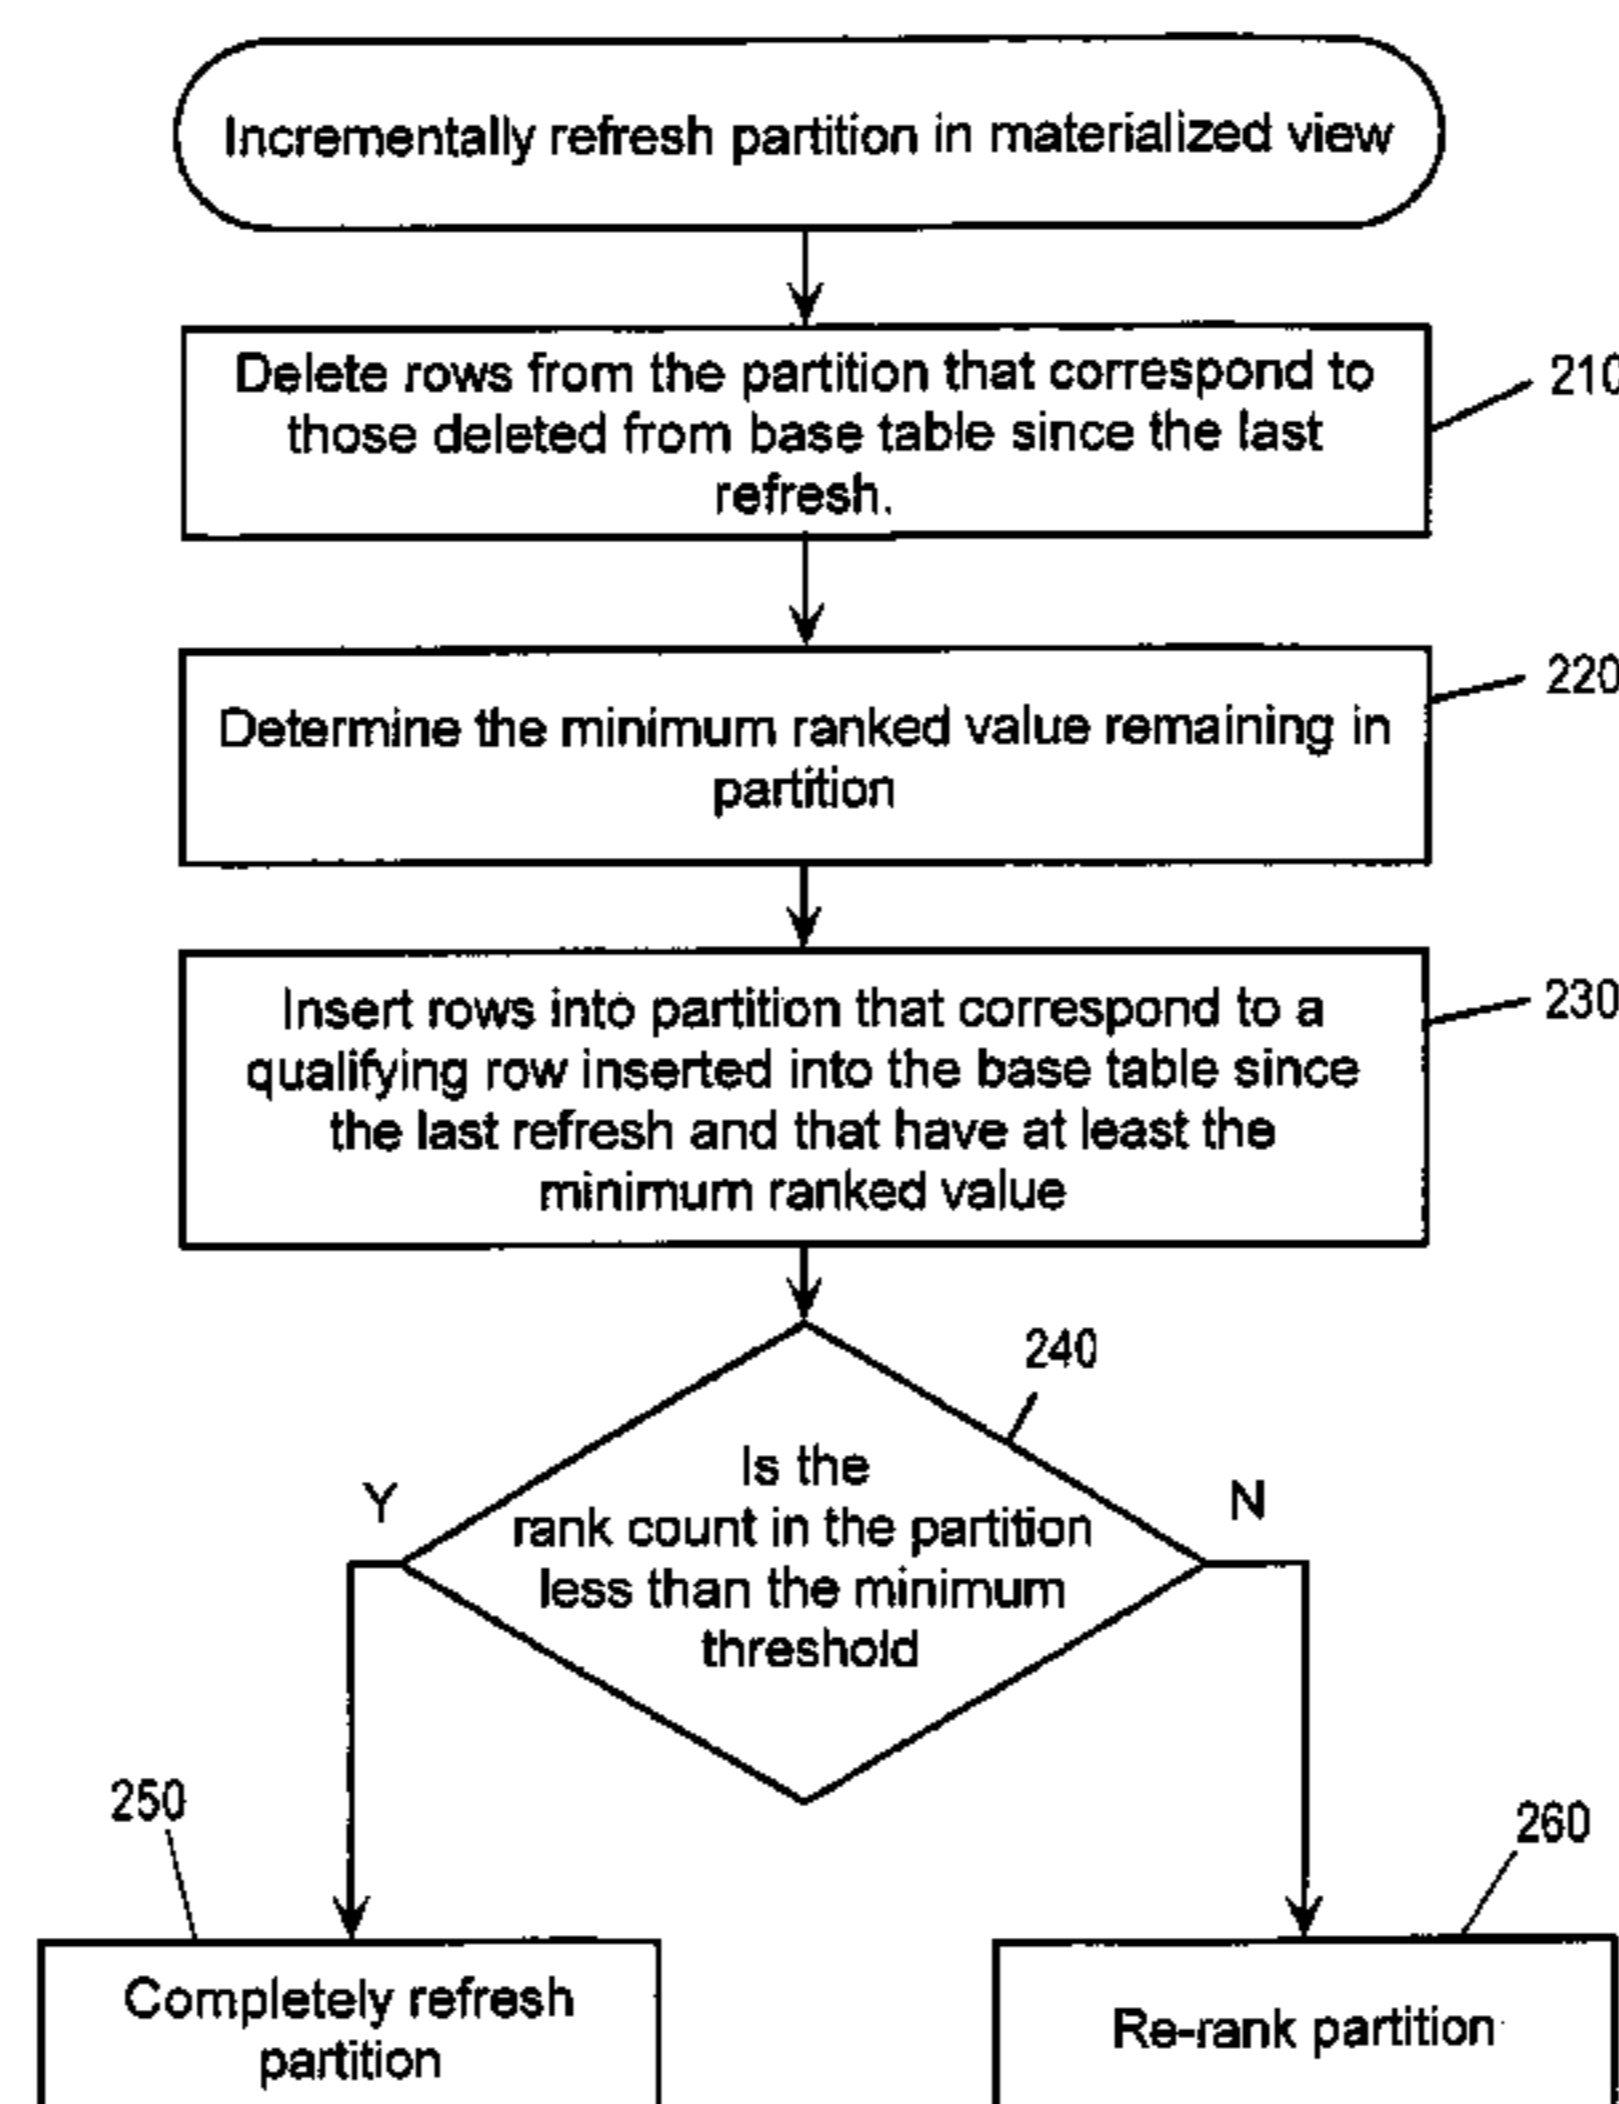 Incrementally refresh partition in materialized view
Delete rows from the partition that correspond to
those deleted from base table since the last
refresh.
210
Determine the minimum ranked value remaining in
partition
220
Insert rows into partition that correspond to a
qualifying row inserted into the base table since
the last refresh and that have at least the
minimum ranked value
230
240
Is the
rank count in the partition
less than the minimum
threshold
Y
N
250
260
Completely refresh
partition
Re-rank partition